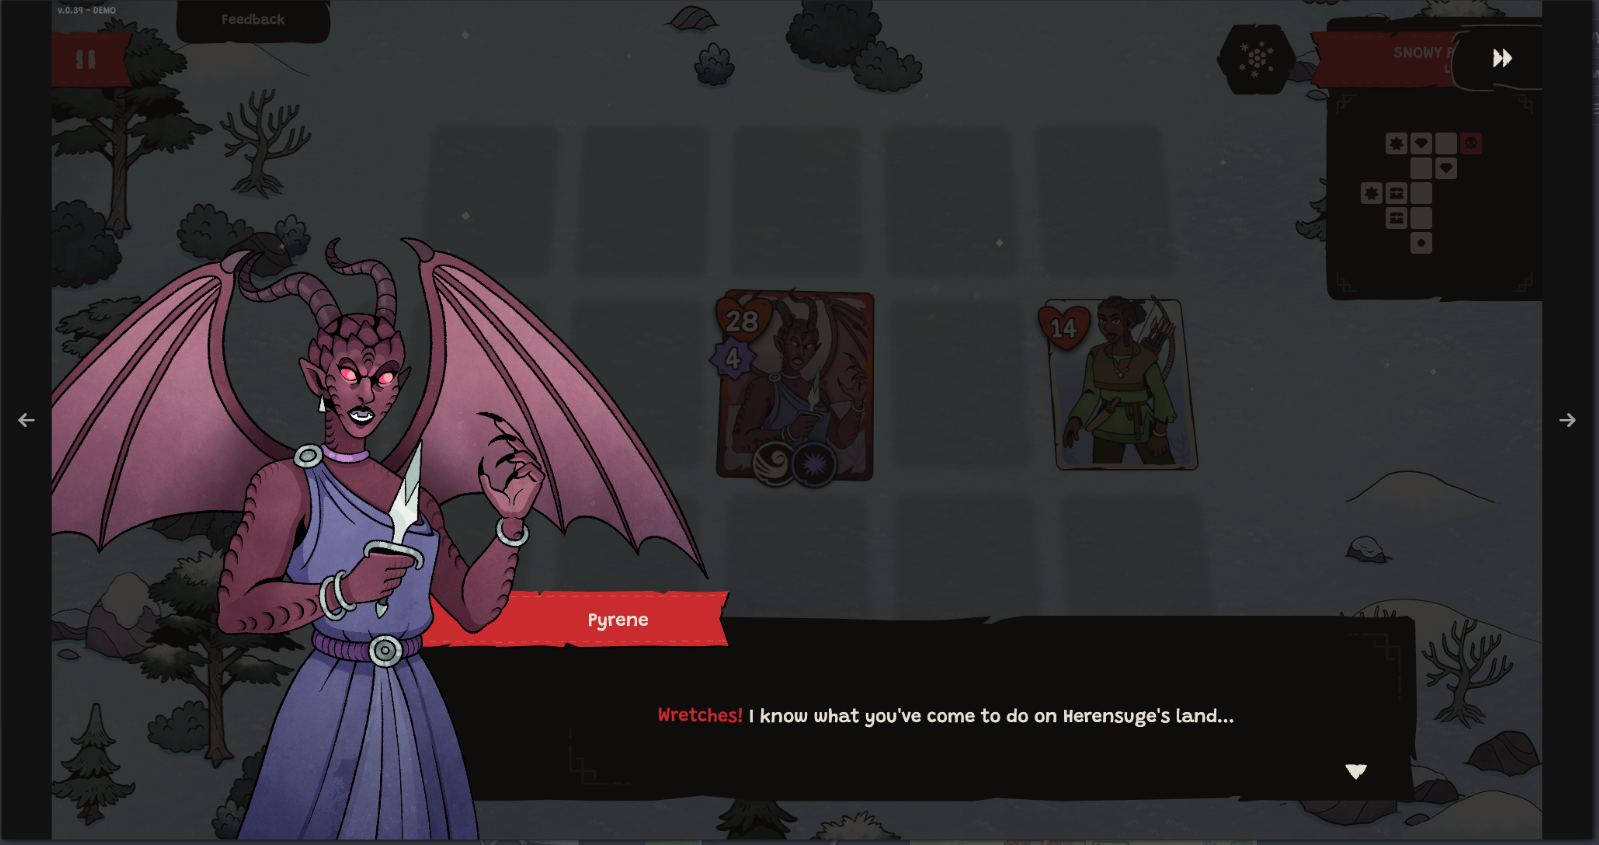 v.0.39 - DEMO
Feedback
SNOWY
28
4
14
Pyrene
Wretches! I know what you've come to do on Herensuge's land...